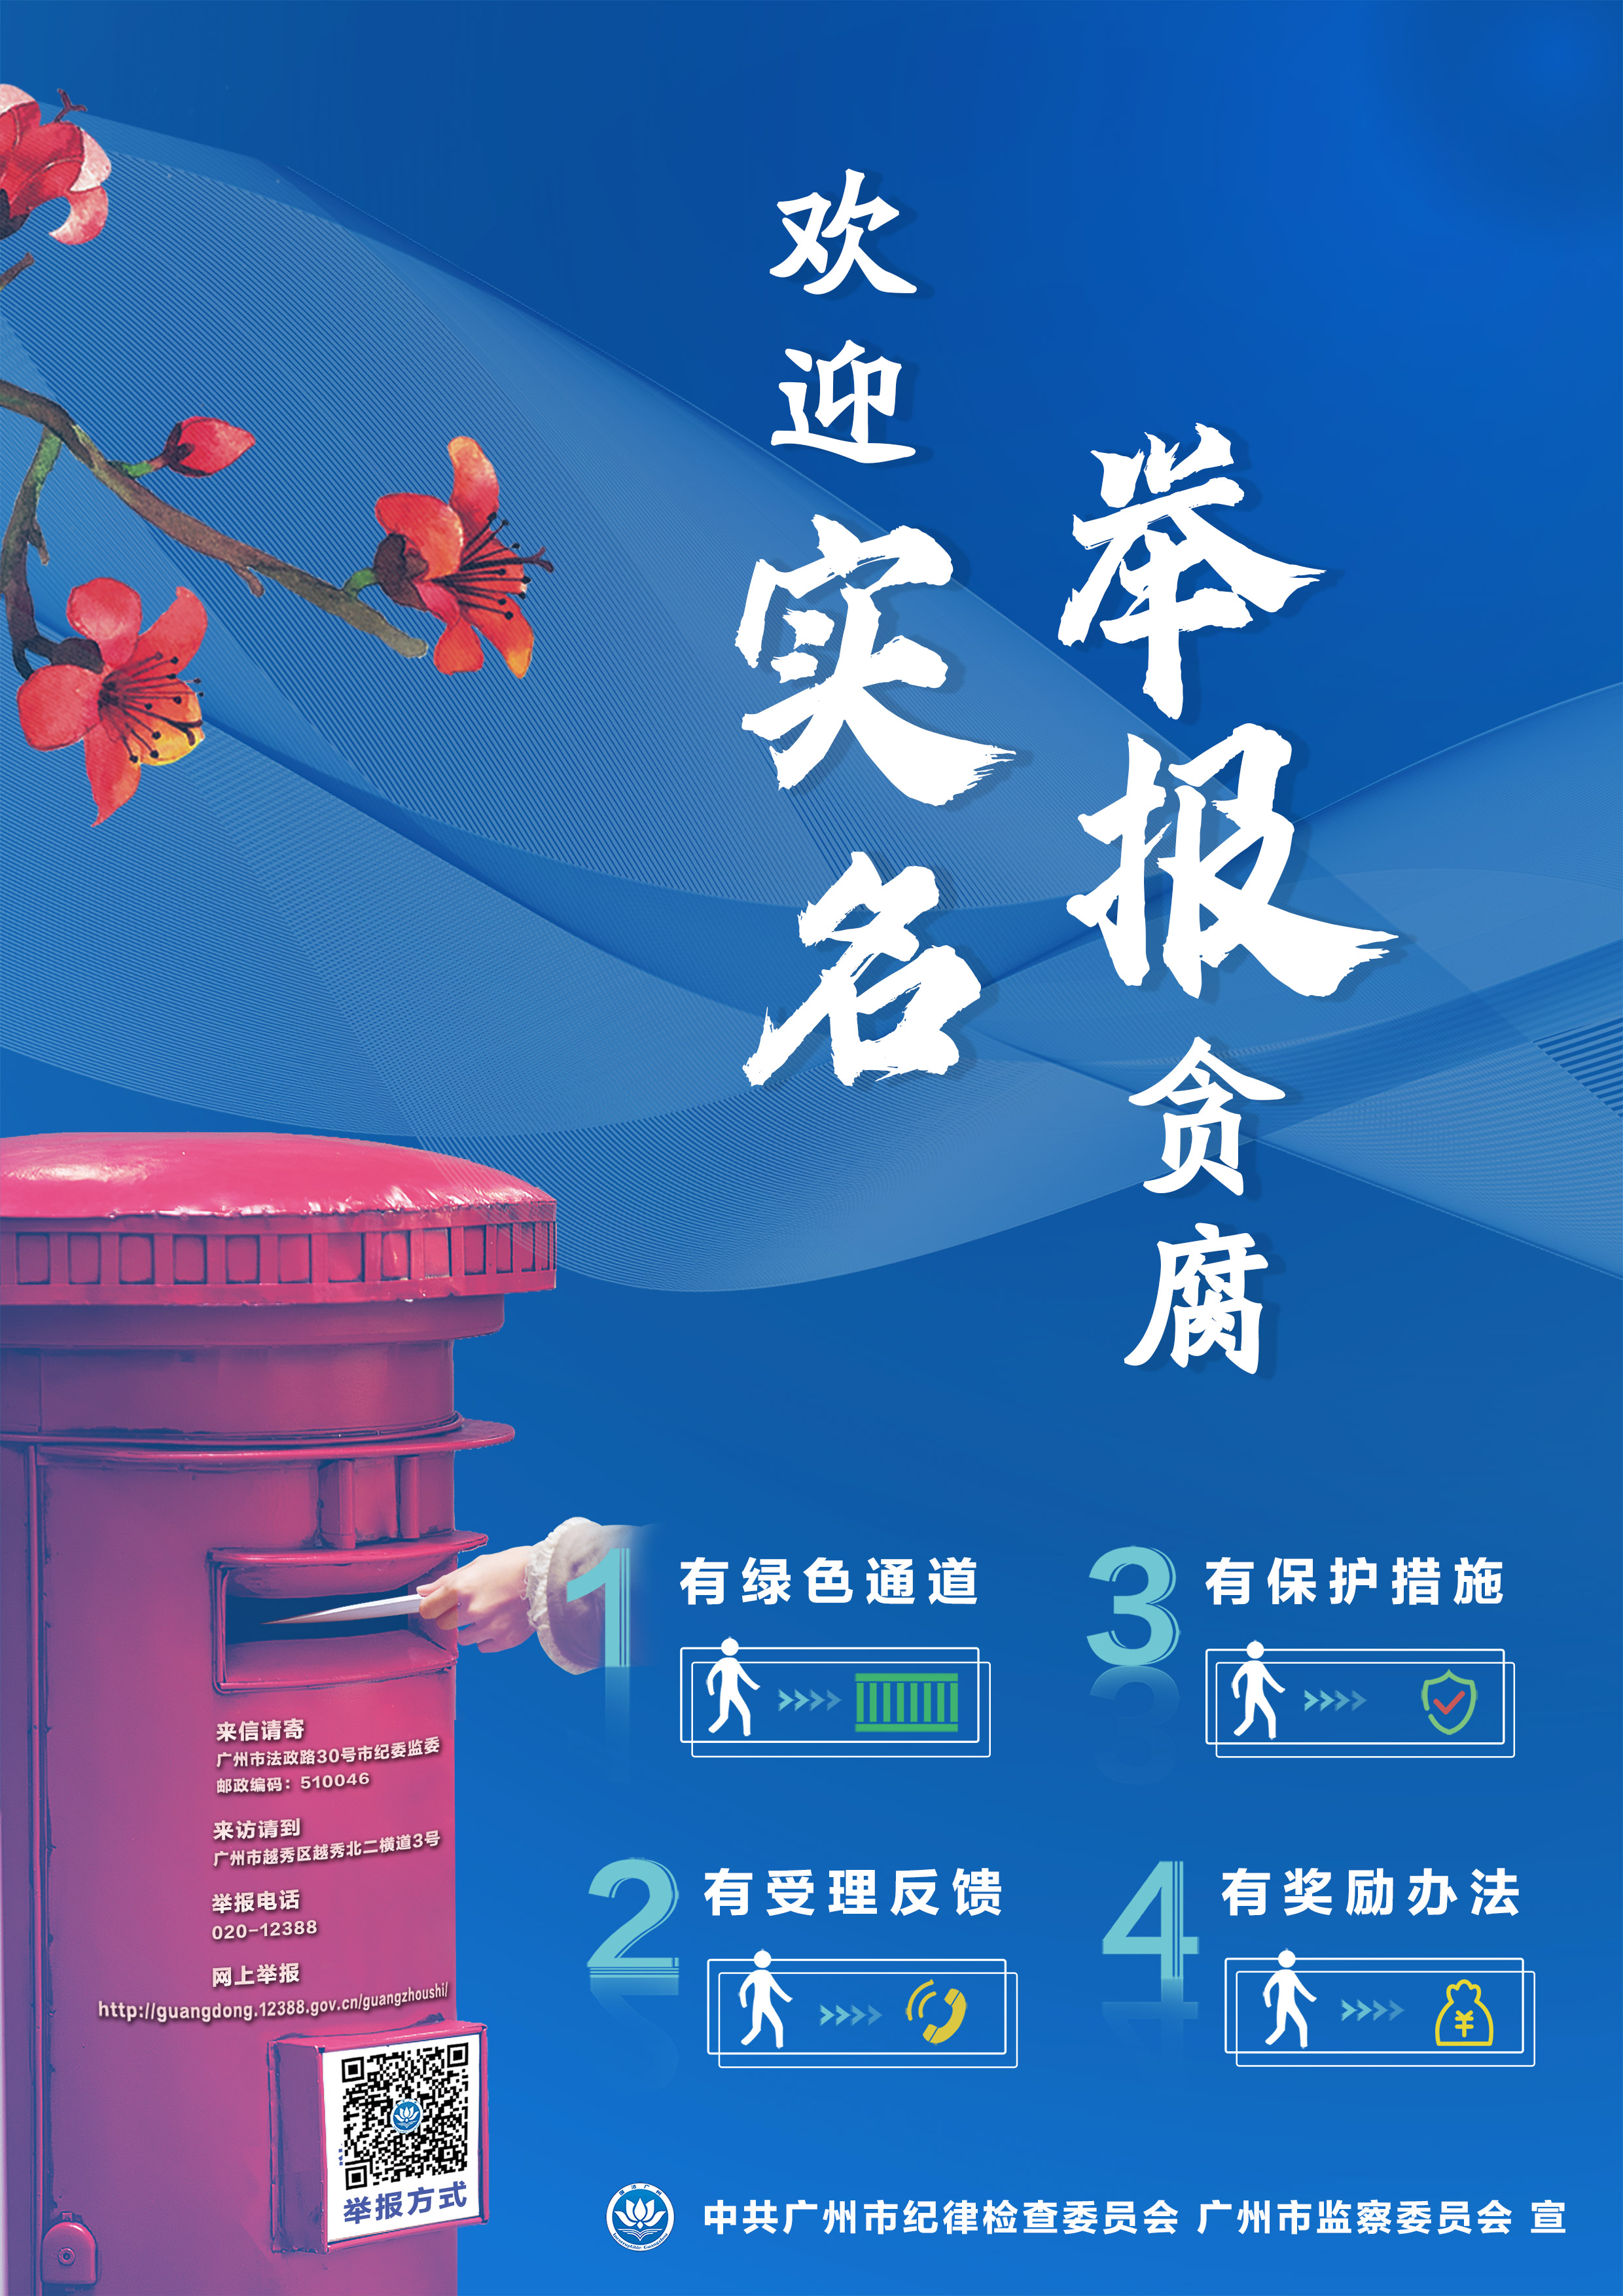 欢迎实名
举报贪腐
1 有绿色通道
2 有受理反馈
3 有保护措施
4 有奖励办法
¥
来信请寄
广州市法政路30号市纪委监委
邮政编码：510046
来访请到
广州市越秀区越秀北二横道3号
举报电话
020-12388
网上举报
http://guangdong.12388.gov.cn/guangzhoushi/
举报方式
中共广州市纪律检查委员会 广州市监察委员会 宣